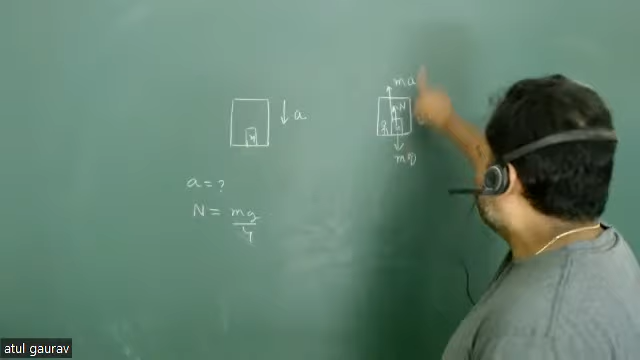 a
m
a = ?
N = mg/4
ma
N
mg
atul gaurav